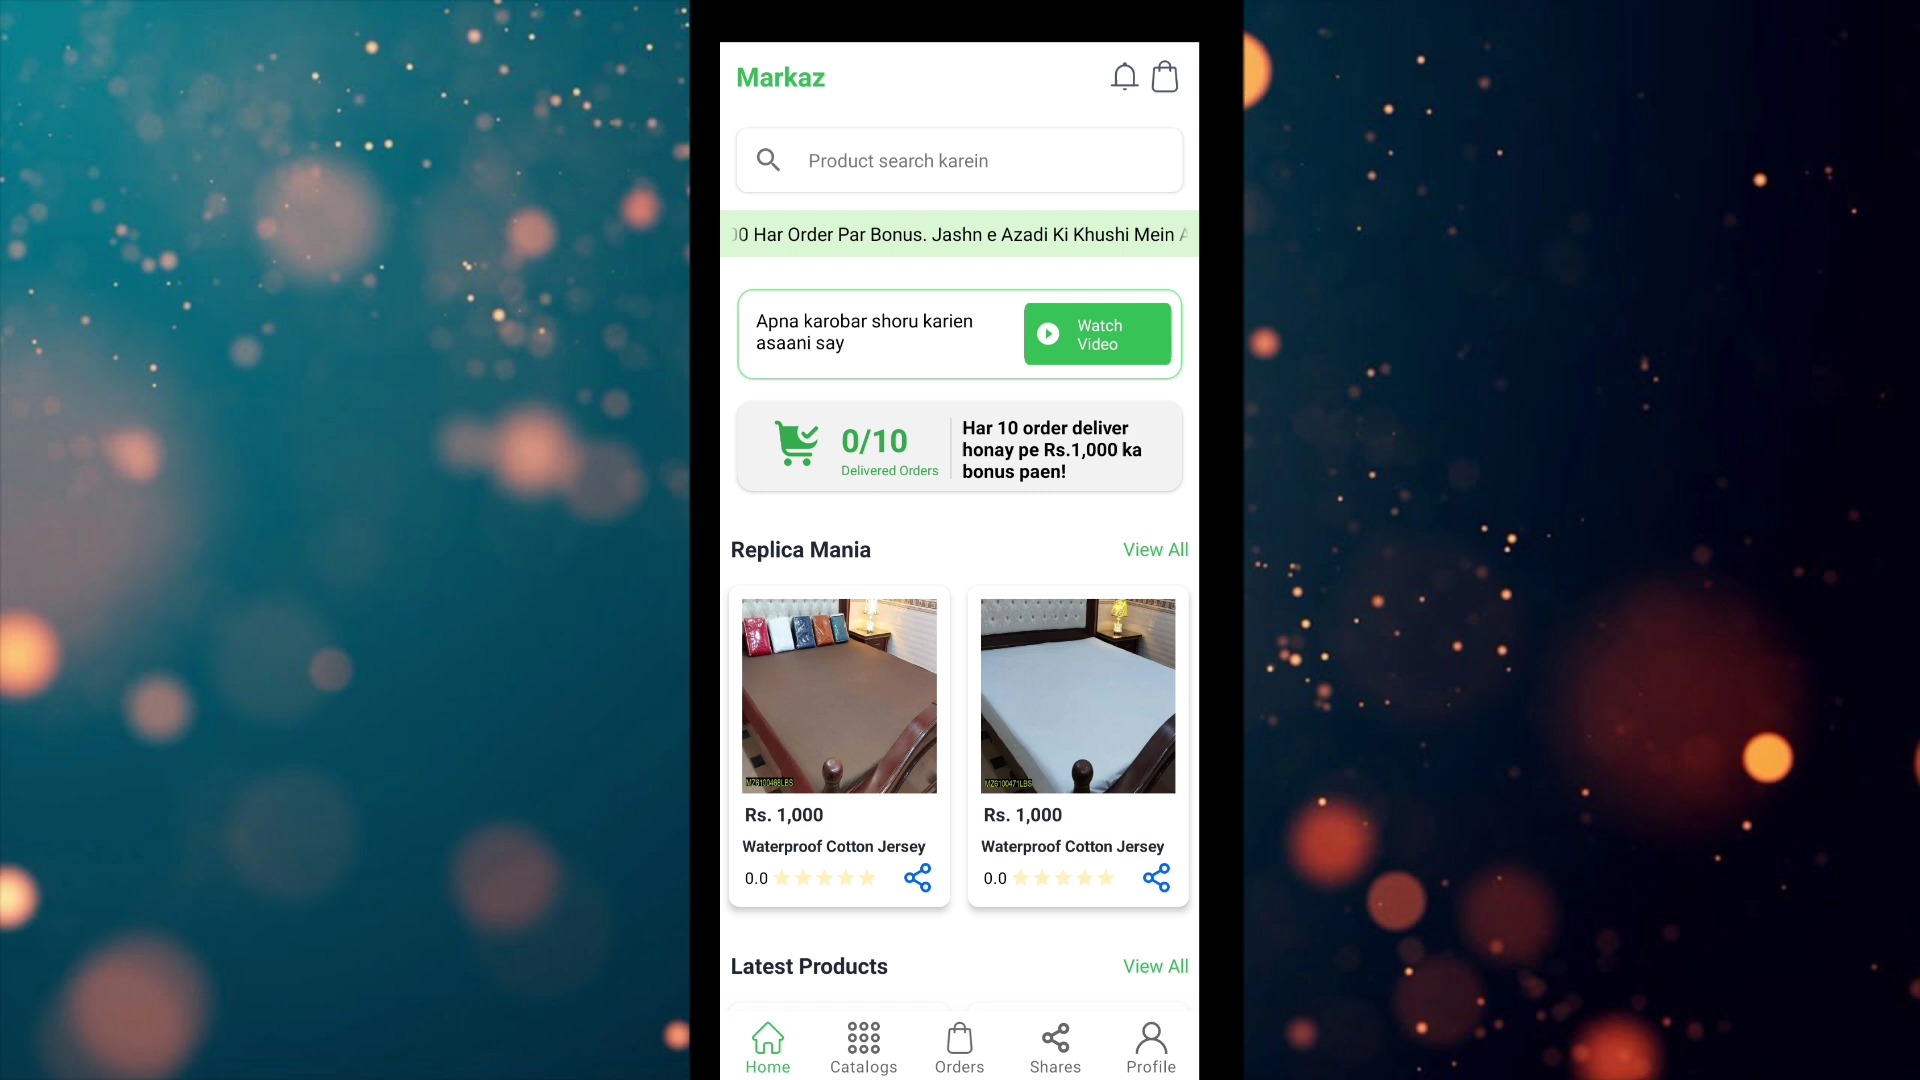 Markaz
Product search karein
00 Har Order Par Bonus. Jashn e Azadi Ki Khushi Mein
Apna karobar shoru karien
asaani say
Watch
Video
0/10
Delivered Orders
Har 10 order deliver
honay pe Rs.1,000 ka
bonus paen!
Replica Mania
View All
MZ6100468LBS
MZ6100471LBS
Rs. 1,000
Rs. 1,000
Waterproof Cotton Jersey
Waterproof Cotton Jersey
0.0
0.0
Latest Products
View All
Home
Catalogs
Orders
Shares
Profile